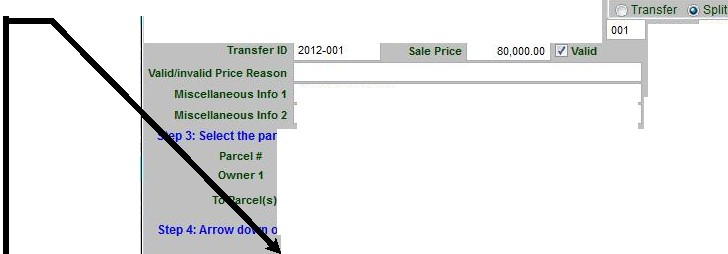 Transfer Split
001
Transfer ID 2012-001 Sale Price 80,000.00 Valid
Valid/invalid Price Reason
Miscellaneous Info 1
Miscellaneous Info 2
Step 3: Select the par
Parcel #
Owner 1
To Parcel(s)
Step 4: Arrow down o